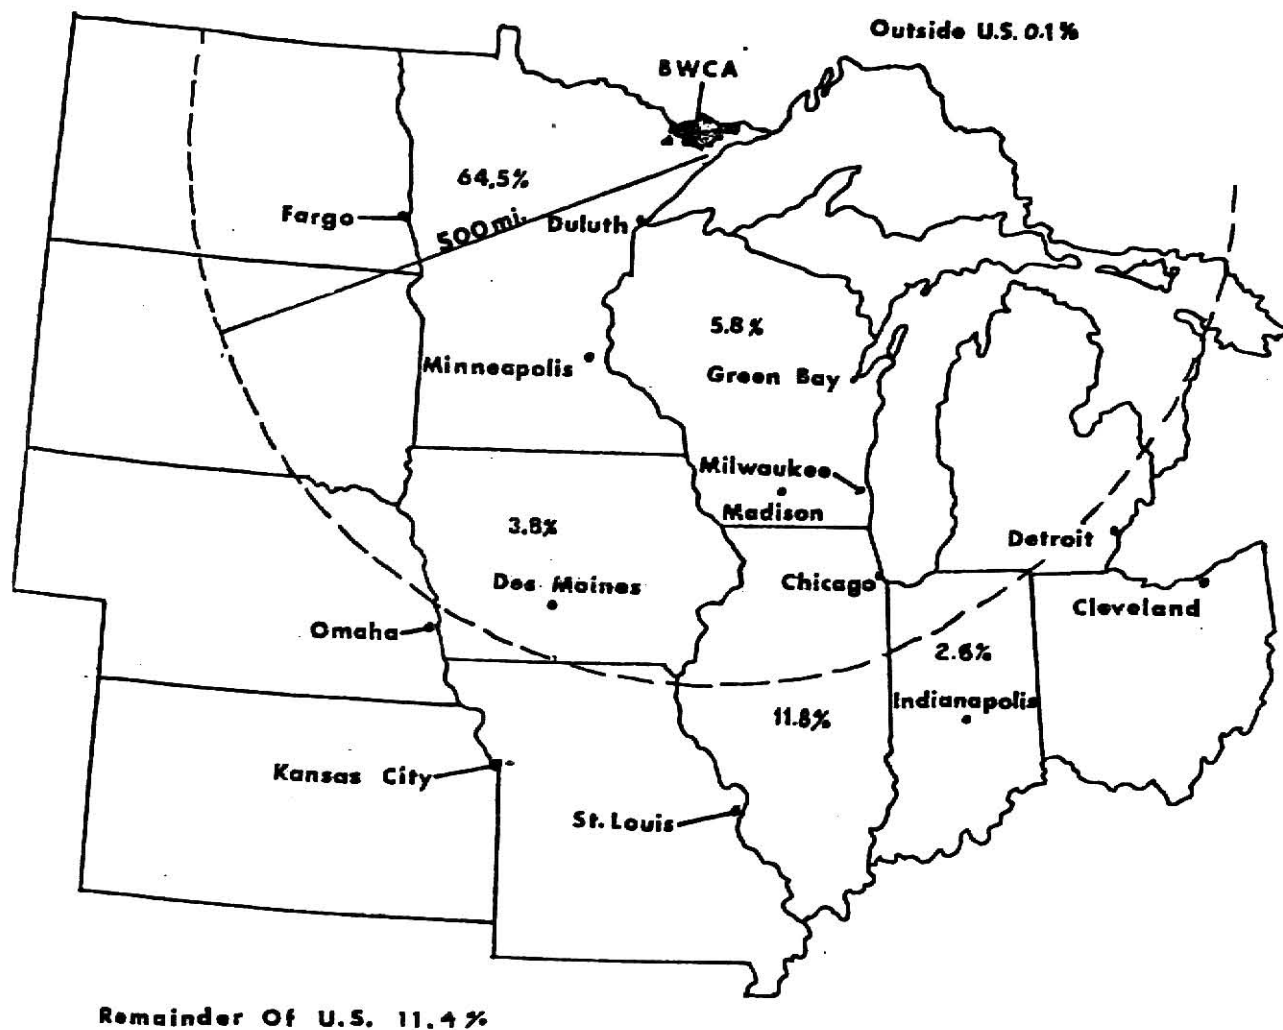 Outside U.S. 0.1%
BWCA
64.5%
Fargo
500 mi.
Duluth
5.8%
Minneapolis
Green Bay
Milwaukee
Madison
3.8%
Des Moines
Detroit
Chicago
Cleveland
Omaha
2.6%
Indianapolis
11.8%
Kansas City
St. Louis
Remainder Of U.S. 11.4%